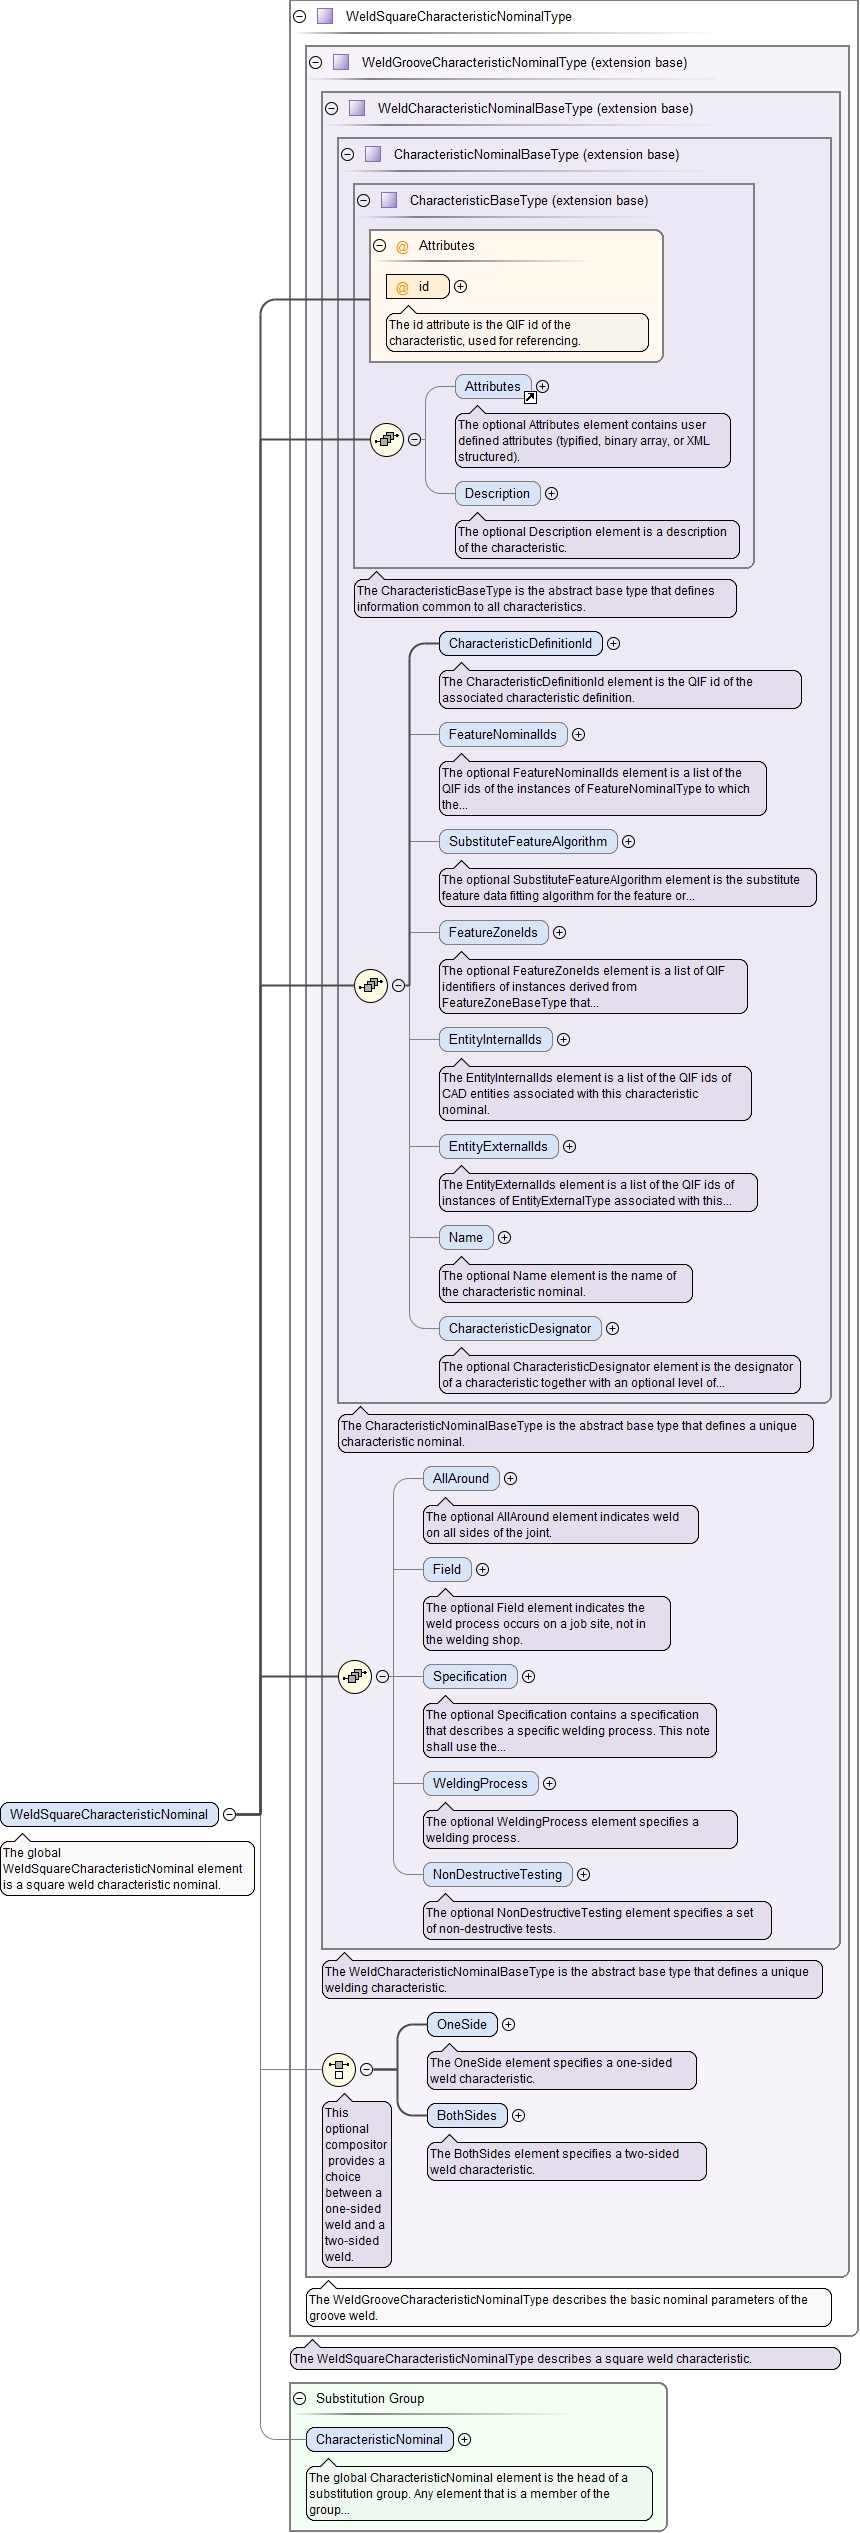 WeldSquareCharacteristicNominalType
WeldGrooveCharacteristicNominalType (extension base)
WeldCharacteristicNominalBaseType (extension base)
CharacteristicNominalBaseType (extension base)
CharacteristicBaseType (extension base)
@ Attributes
@ id
The id attribute is the QIF id of the
characteristic, used for referencing.
Attributes
The optional Attributes element contains user
defined attributes (typified, binary array, or XML
structured).
Description
The optional Description element is a description
of the characteristic.
The CharacteristicBaseType is the abstract base type that defines
information common to all characteristics.
CharacteristicDefinitionId
The CharacteristicDefinitionId element is the QIF id of the
associated characteristic definition.
FeatureNominalIds
The optional FeatureNominalIds element is a list of the
QIF ids of the instances of FeatureNominalType to which
the...
SubstituteFeatureAlgorithm
The optional SubstituteFeatureAlgorithm element is the substitute
feature data fitting algorithm for the feature or...
FeatureZoneIds
The optional FeatureZoneIds element is a list of QIF
identifiers of instances derived from
FeatureZoneBaseType that...
EntityInternalIds
The EntityInternalIds element is a list of the QIF ids of
CAD entities associated with this characteristic
nominal.
EntityExternalIds
The EntityExternalIds element is a list of the QIF ids of
instances of EntityExternalType associated with this...
Name
The optional Name element is the name of
the characteristic nominal.
CharacteristicDesignator
The optional CharacteristicDesignator element is the designator
of a characteristic together with an optional level of...
The CharacteristicNominalBaseType is the abstract base type that defines a unique
characteristic nominal.
AllAround
The optional AllAround element indicates weld
on all sides of the joint.
Field
The optional Field element indicates the
weld process occurs on a job site, not in
the welding shop.
Specification
The optional Specification contains a specification
that describes a specific welding process. This note
shall use the...
WeldingProcess
The optional WeldingProcess element specifies a
welding process.
WeldSquareCharacteristicNominal
The global
WeldSquareCharacteristicNominal element
is a square weld characteristic nominal.
NonDestructiveTesting
The optional NonDestructiveTesting element specifies a set
of non-destructive tests.
The WeldCharacteristicNominalBaseType is the abstract base type that defines a unique
welding characteristic.
OneSide
The OneSide element specifies a one-sided
weld characteristic.
BothSides
The BothSides element specifies a two-sided
weld characteristic.
This
optional
compositor
provides a
choice
between a
one-sided
weld and a
two-sided
weld.
The WeldGrooveCharacteristicNominalType describes the basic nominal parameters of the
groove weld.
The WeldSquareCharacteristicNominalType describes a square weld characteristic.
Substitution Group
CharacteristicNominal
The global CharacteristicNominal element is the head of a
substitution group. Any element that is a member of the
group...